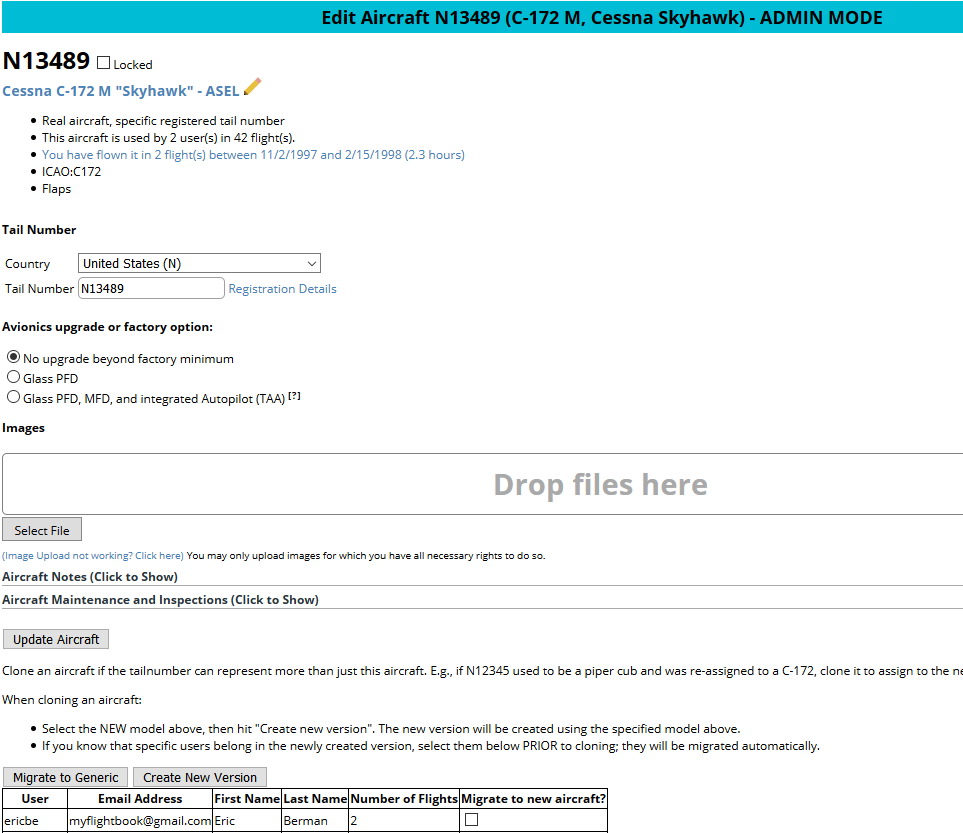 Edit Aircraft N13489 (C-172 M, Cessna Skyhawk) - ADMIN MODE
N13489 Locked
Cessna C-172 M "Skyhawk" - ASEL
Real aircraft, specific registered tail number
This aircraft is used by 2 user(s) in 42 flight(s).
You have flown it in 2 flight(s) between 11/2/1997 and 2/15/1998 (2.3 hours)
ICAO:C172
Flaps
Tail Number
Country United States (N)
Tail Number N13489 Registration Details
Avionics upgrade or factory option:
No upgrade beyond factory minimum
Glass PFD
Glass PFD, MFD, and integrated Autopilot (TAA) [?]
Images
Drop files here
Select File
(Image Upload not working? Click here) You may only upload images for which you have all necessary rights to do so.
Aircraft Notes (Click to Show)
Aircraft Maintenance and Inspections (Click to Show)
Update Aircraft
Clone an aircraft if the tailnumber can represent more than just this aircraft. E.g., if N12345 used to be a piper cub and was re-assigned to a C-172, clone it to assign to the
When cloning an aircraft:
Select the NEW model above, then hit "Create new version". The new version will be created using the specified model above.
If you know that specific users belong in the newly created version, select them below PRIOR to cloning; they will be migrated automatically.
Migrate to Generic Create New Version
User Email Address First Name Last Name Number of Flights Migrate to new aircraft?
ericbe myflightbook@gmail.com Eric Berman 2